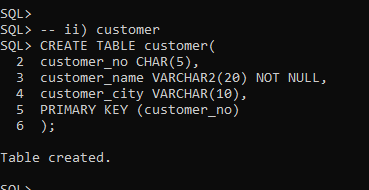 SQL>
SQL> -- ii) customer
SQL> CREATE TABLE customer(
2 customer_no CHAR(5),
3 customer_name VARCHAR2(20) NOT NULL,
4 customer_city VARCHAR(10),
5 PRIMARY KEY (customer_no)
6 );
Table created.
SQL>